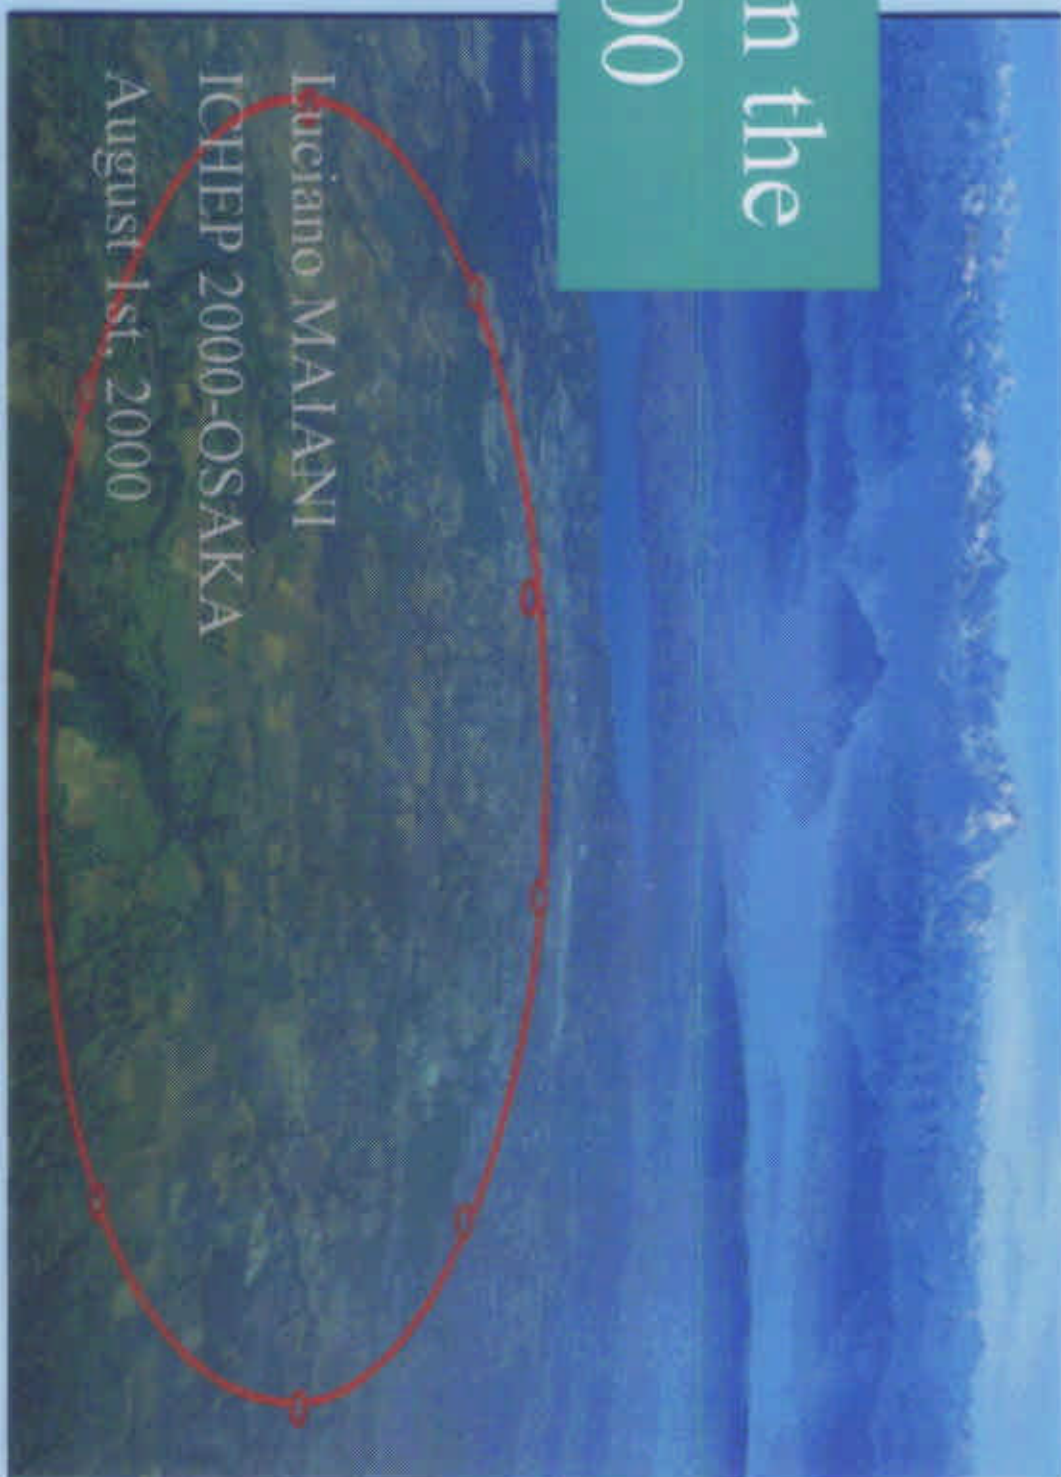 n the
00
Luciano MAIANI
ICHEP 2000-OSAKA
August 1st, 2000